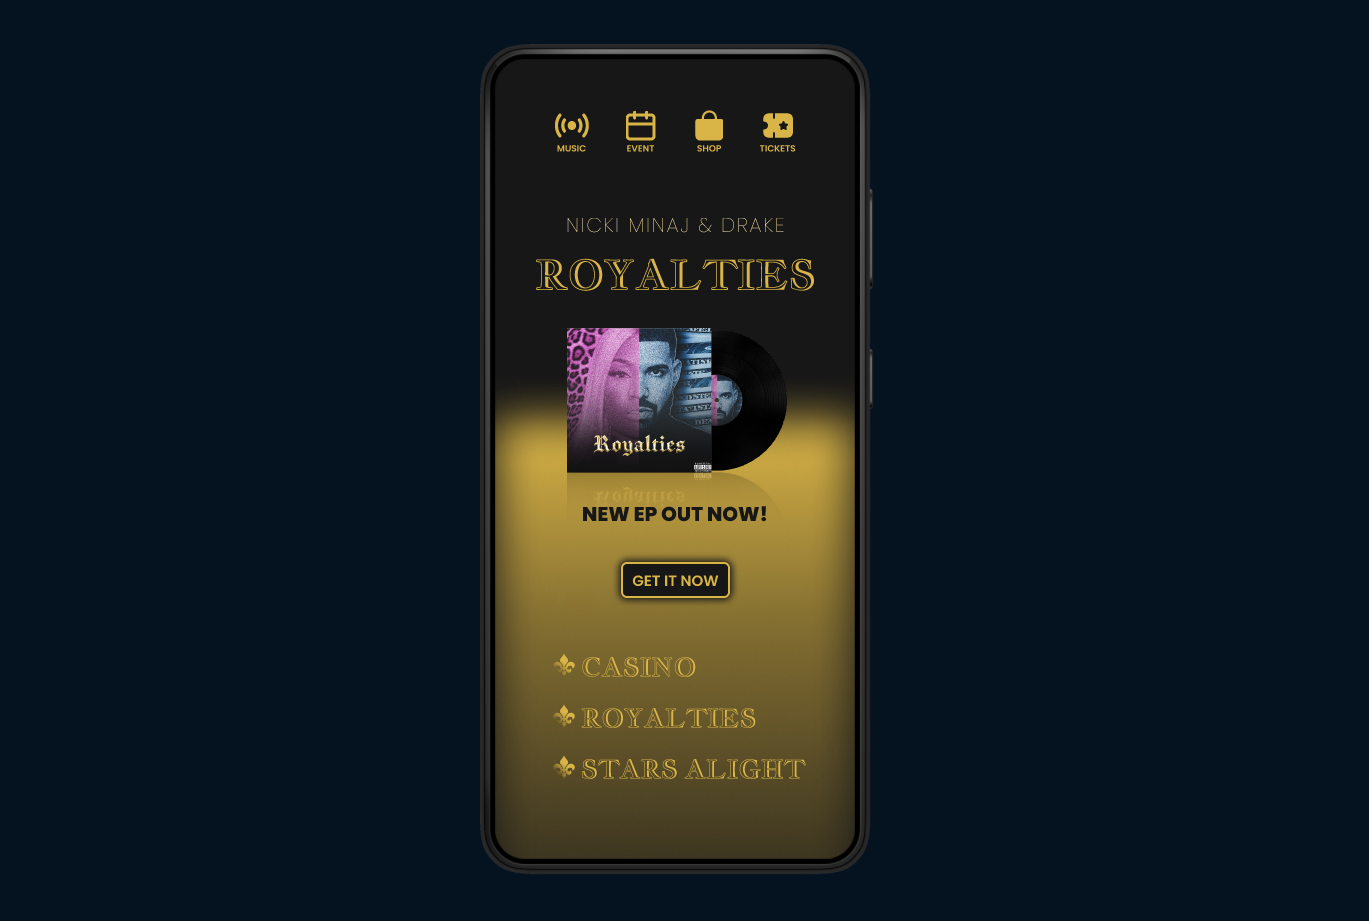 MUSIC EVENT SHOP TICKETS
NICKI MINAJ & DRAKE
ROYALTIES
Royalties
NEW EP OUT NOW!
GET IT NOW
CASINO
ROYALTIES
STARS ALIGHT